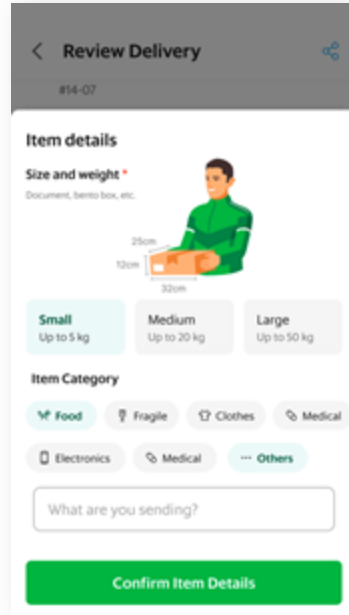 Review Delivery
#14-07
Item details
Size and weight *
Document, bento box, etc.
25cm
12cm
32cm
Small Medium Large
Up to 5 kg Up to 20 kg Up to 50 kg
Item Category
Food Fragile Clothes Medical
Electronics Medical ··· Others
What are you sending?
Confirm Item Details